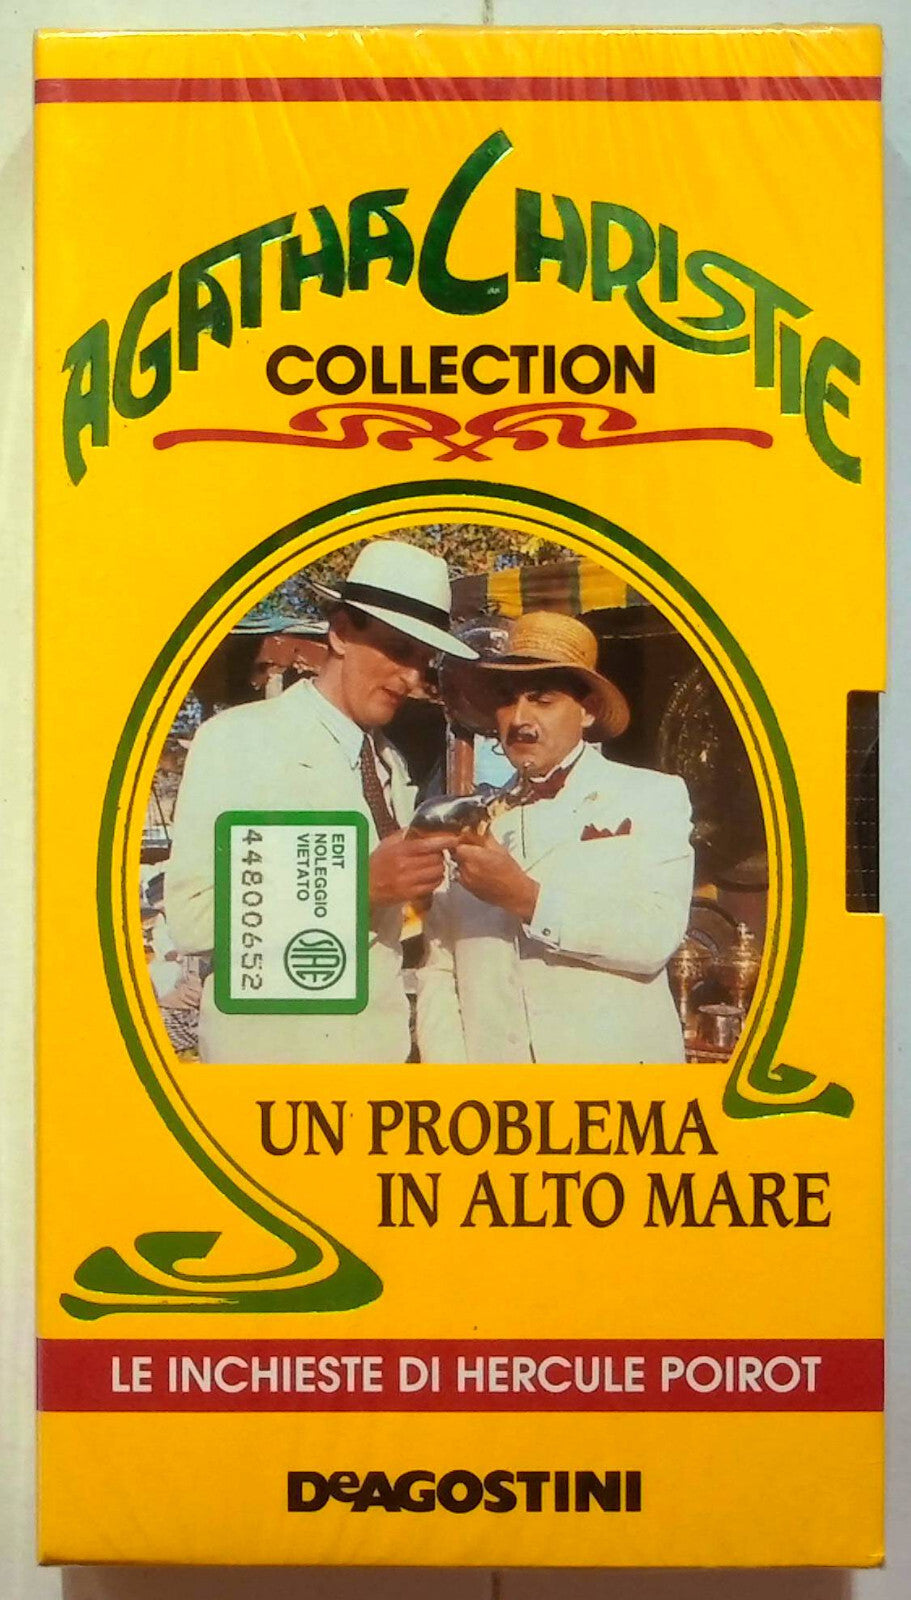 AGATHA CHRISTIE
COLLECTION
EDIT
NOLEGGIO
VIETATO
SIAE
44800652
UN PROBLEMA
IN ALTO MARE
LE INCHIESTE DI HERCULE POIROT
DeAGOSTINI